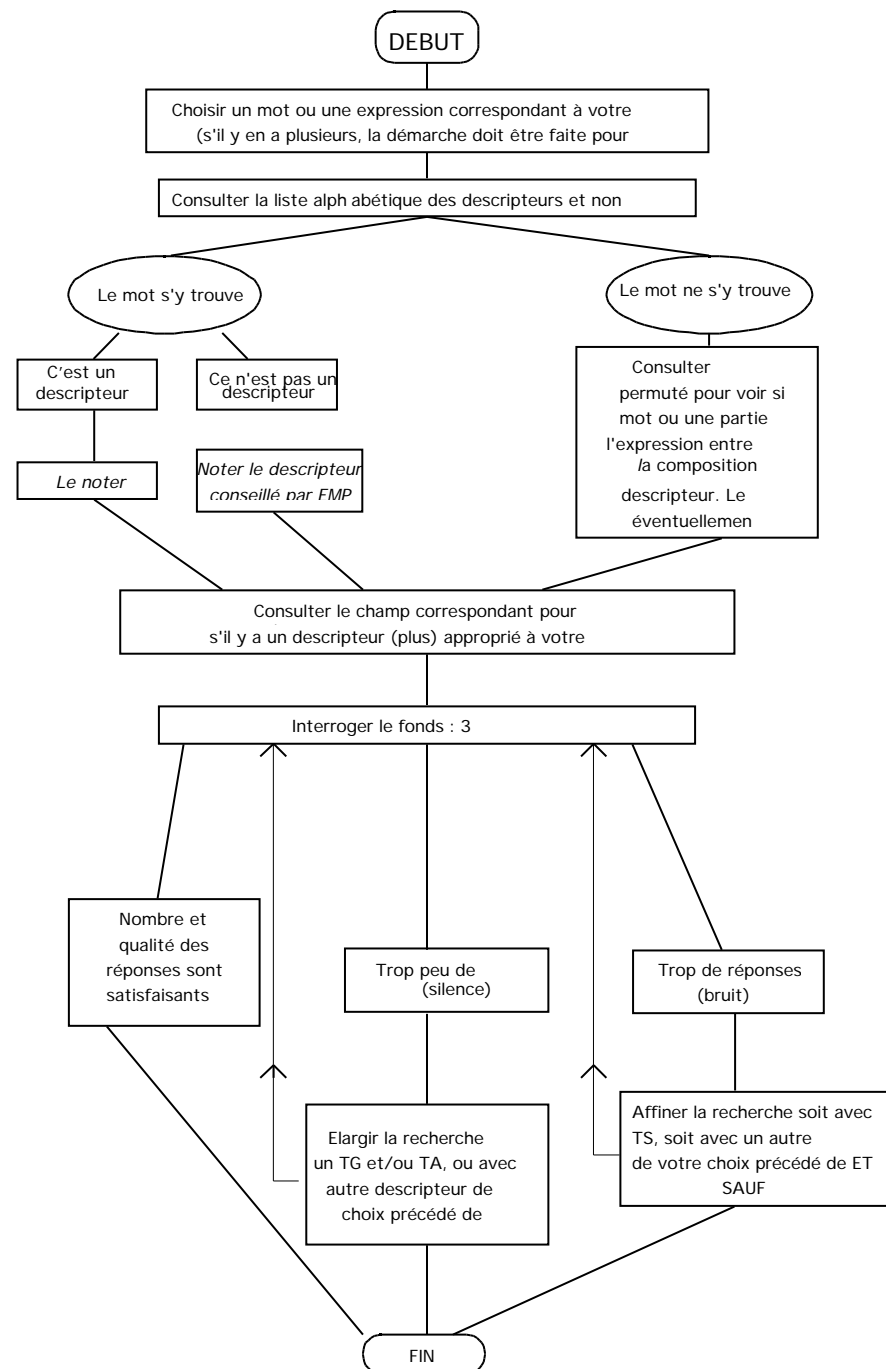 DEBUT
Choisir un mot ou une expression correspondant à votre
(s'il y en a plusieurs, la démarche doit être faite pour
Consulter la liste alph abétique des descripteurs et non
Le mot s'y trouve
Le mot ne s'y trouve
C'est un
descripteur
Ce n'est pas un
descripteur
Le noter
Noter le descripteur
conseillé par EMP
Consulter
permuté pour voir si
mot ou une partie
l'expression entre
la composition
descripteur. Le
éventuellemen
Consulter le champ correspondant pour
s'il y a un descripteur (plus) approprié à votre
Interroger le fonds : 3
Nombre et
qualité des
réponses sont
satisfaisants
Trop peu de
(silence)
Trop de réponses
(bruit)
Elargir la recherche
un TG et/ou TA, ou avec
autre descripteur de
choix précédé de
Affiner la recherche soit avec
TS, soit avec un autre
de votre choix précédé de ET
SAUF
FIN